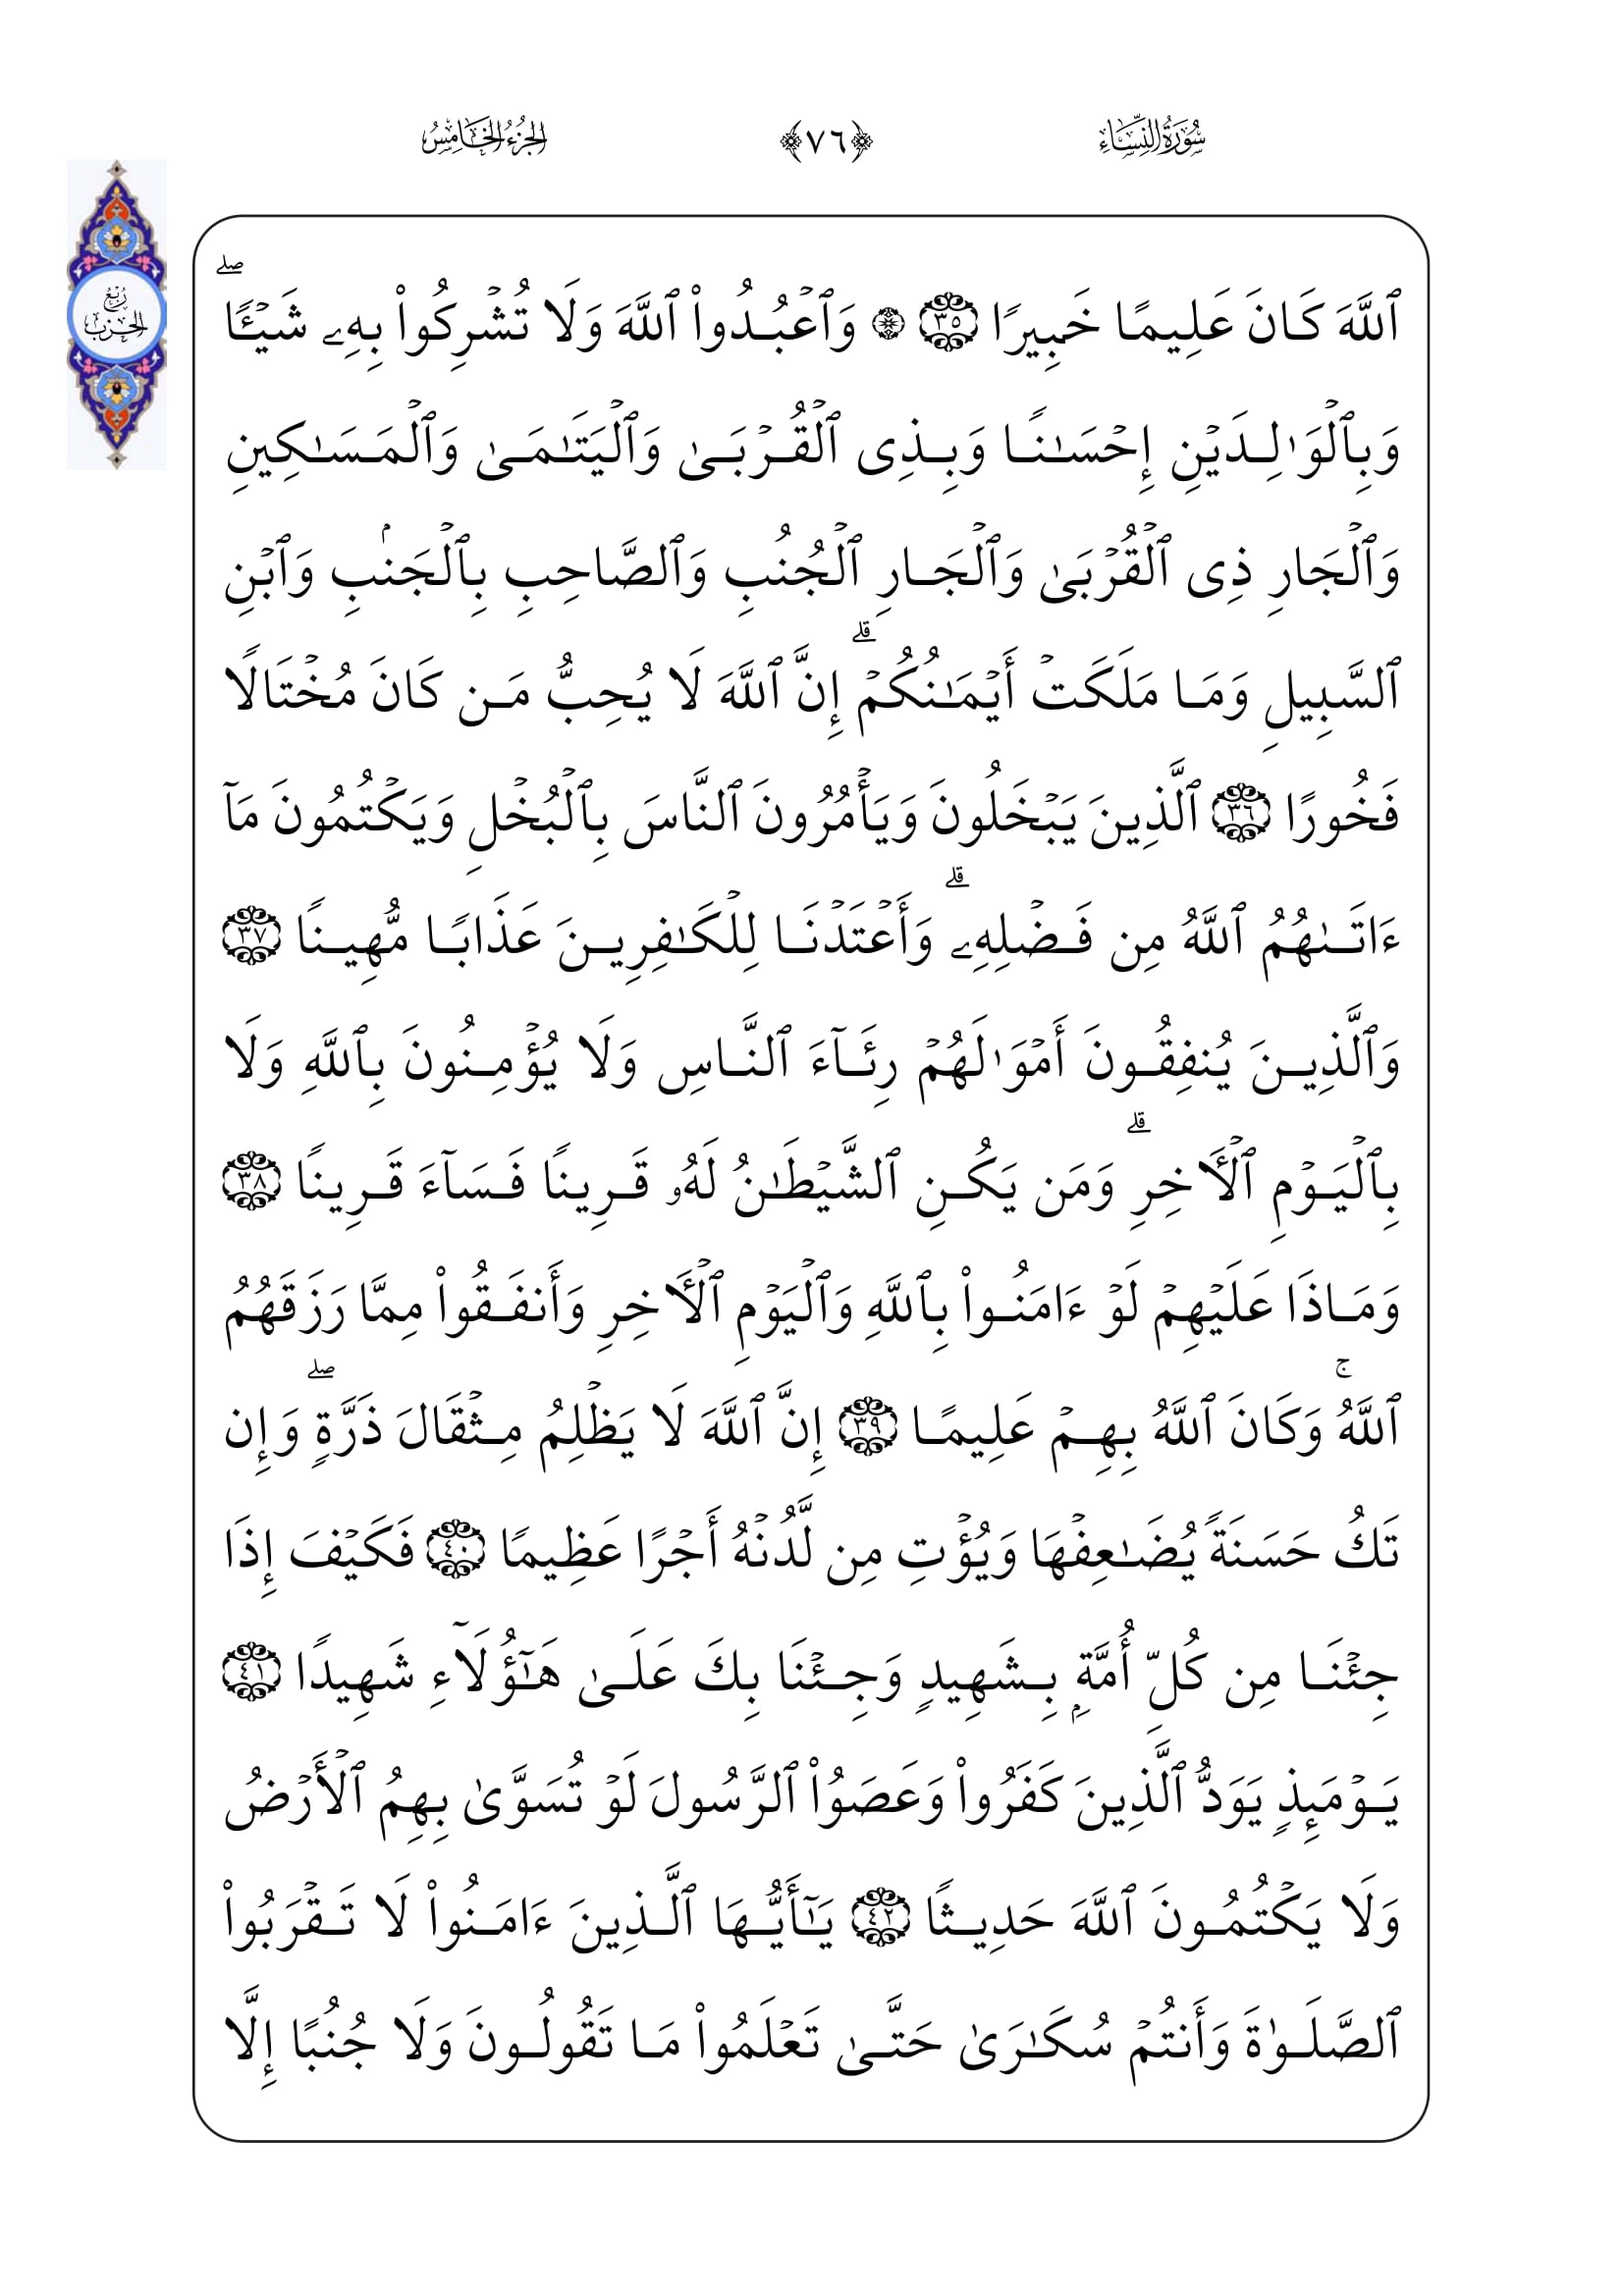 سُورَةُ النِّسَاءِ
﴿٧٦﴾
الجُزْءُ الخَامِسُ
رُبْعُ
الحِزْبِ
ٱللَّهَ كَانَ عَلِيمًا خَبِيرًا ٣٥ ۞ وَٱعۡبُدُواْ ٱللَّهَ وَلَا تُشۡرِكُواْ بِهِۦ شَيۡـًٔاۖ
وَبِٱلۡوَٰلِدَيۡنِ إِحۡسَٰنًا وَبِذِى ٱلۡقُرۡبَىٰ وَٱلۡيَتَٰمَىٰ وَٱلۡمَسَٰكِينِ
وَٱلۡجَارِ ذِى ٱلۡقُرۡبَىٰ وَٱلۡجَارِ ٱلۡجُنُبِ وَٱلصَّاحِبِ بِٱلۡجَنۢبِ وَٱبۡنِ
ٱلسَّبِيلِ وَمَا مَلَكَتۡ أَيۡمَٰنُكُمۡۗ إِنَّ ٱللَّهَ لَا يُحِبُّ مَن كَانَ مُخۡتَالًا
فَخُورًا ٣٦ ٱلَّذِينَ يَبۡخَلُونَ وَيَأۡمُرُونَ ٱلنَّاسَ بِٱلۡبُخۡلِ وَيَكۡتُمُونَ مَآ
ءَاتَىٰهُمُ ٱللَّهُ مِن فَضۡلِهِۦۗ وَأَعۡتَدۡنَا لِلۡكَٰفِرِينَ عَذَابًا مُّهِينًا ٣٧
وَٱلَّذِينَ يُنفِقُونَ أَمۡوَٰلَهُمۡ رِئَآءَ ٱلنَّاسِ وَلَا يُؤۡمِنُونَ بِٱللَّهِ وَلَا
بِٱلۡيَوۡمِ ٱلۡأَخِرِۗ وَمَن يَكُنِ ٱلشَّيۡطَٰنُ لَهُۥ قَرِينًا فَسَآءَ قَرِينًا ٣٨
وَمَاذَا عَلَيۡهِمۡ لَوۡ ءَامَنُواْ بِٱللَّهِ وَٱلۡيَوۡمِ ٱلۡأَخِرِ وَأَنفَقُواْ مِمَّا رَزَقَهُمُ
ٱللَّهُۚ وَكَانَ ٱللَّهُ بِهِمۡ عَلِيمًا ٣٩ إِنَّ ٱللَّهَ لَا يَظۡلِمُ مِثۡقَالَ ذَرَّةٍۖ وَإِن
تَكُ حَسَنَةً يُضَٰعِفۡهَا وَيُؤۡتِ مِن لَّدُنۡهُ أَجۡرًا عَظِيمًا ٤٠ فَكَيۡفَ إِذَا
جِئۡنَا مِن كُلِّ أُمَّةِۭ بِشَهِيدٍ وَجِئۡنَا بِكَ عَلَىٰ هَٰٓؤُلَآءِ شَهِيدًا ٤١
يَوۡمَئِذٍ يَوَدُّ ٱلَّذِينَ كَفَرُواْ وَعَصَوُاْ ٱلرَّسُولَ لَوۡ تُسَوَّىٰ بِهِمُ ٱلۡأَرۡضُ
وَلَا يَكۡتُمُونَ ٱللَّهَ حَدِيثًا ٤٢ يَٰٓأَيُّهَا ٱلَّذِينَ ءَامَنُواْ لَا تَقۡرَبُواْ
ٱلصَّلَوٰةَ وَأَنتُمۡ سُكَٰرَىٰ حَتَّىٰ تَعۡلَمُواْ مَا تَقُولُونَ وَلَا جُنُبًا إِلَّا